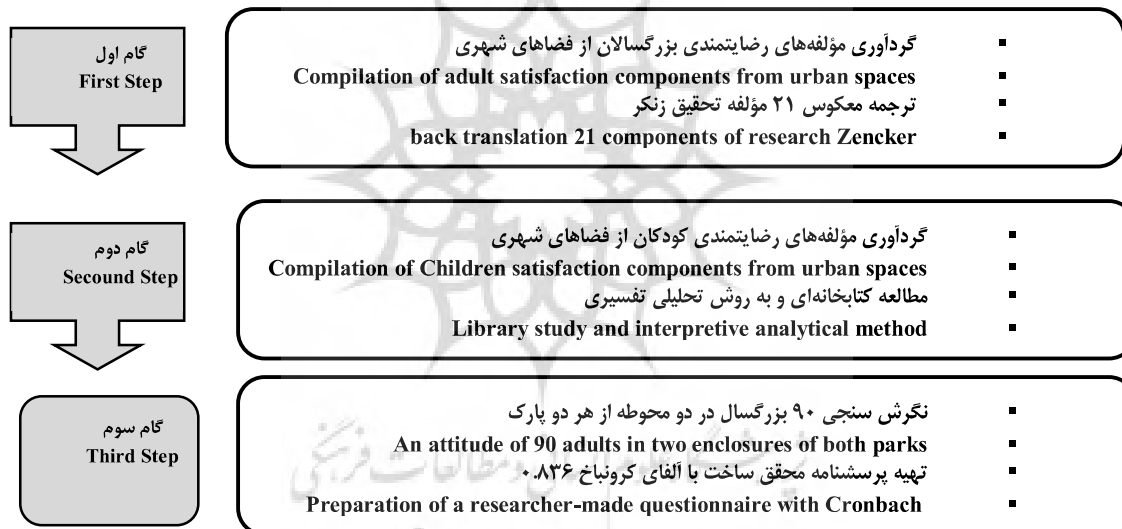 گام اول
First Step
گردآوری مؤلفه‌های رضایتمندی بزرگسالان از فضاهای شهری
Compilation of adult satisfaction components from urban spaces
ترجمه معکوس ۲۱ مؤلفه تحقیق زنکر
back translation 21 components of research Zencker
گام دوم
Secound Step
گردآوری مؤلفه‌های رضایتمندی کودکان از فضاهای شهری
Compilation of Children satisfaction components from urban spaces
مطالعه کتابخانه‌ای و به روش تحلیلی تفسیری
Library study and interpretive analytical method
گام سوم
Third Step
نگرش سنجی ۹۰ بزرگسال در دو محوطه از هر دو پارک
An attitude of 90 adults in two enclosures of both parks
تهیه پرسشنامه محقق ساخت با آلفای کرونباخ ۰.۸۳۶
Preparation of a researcher-made questionnaire with Cronbach